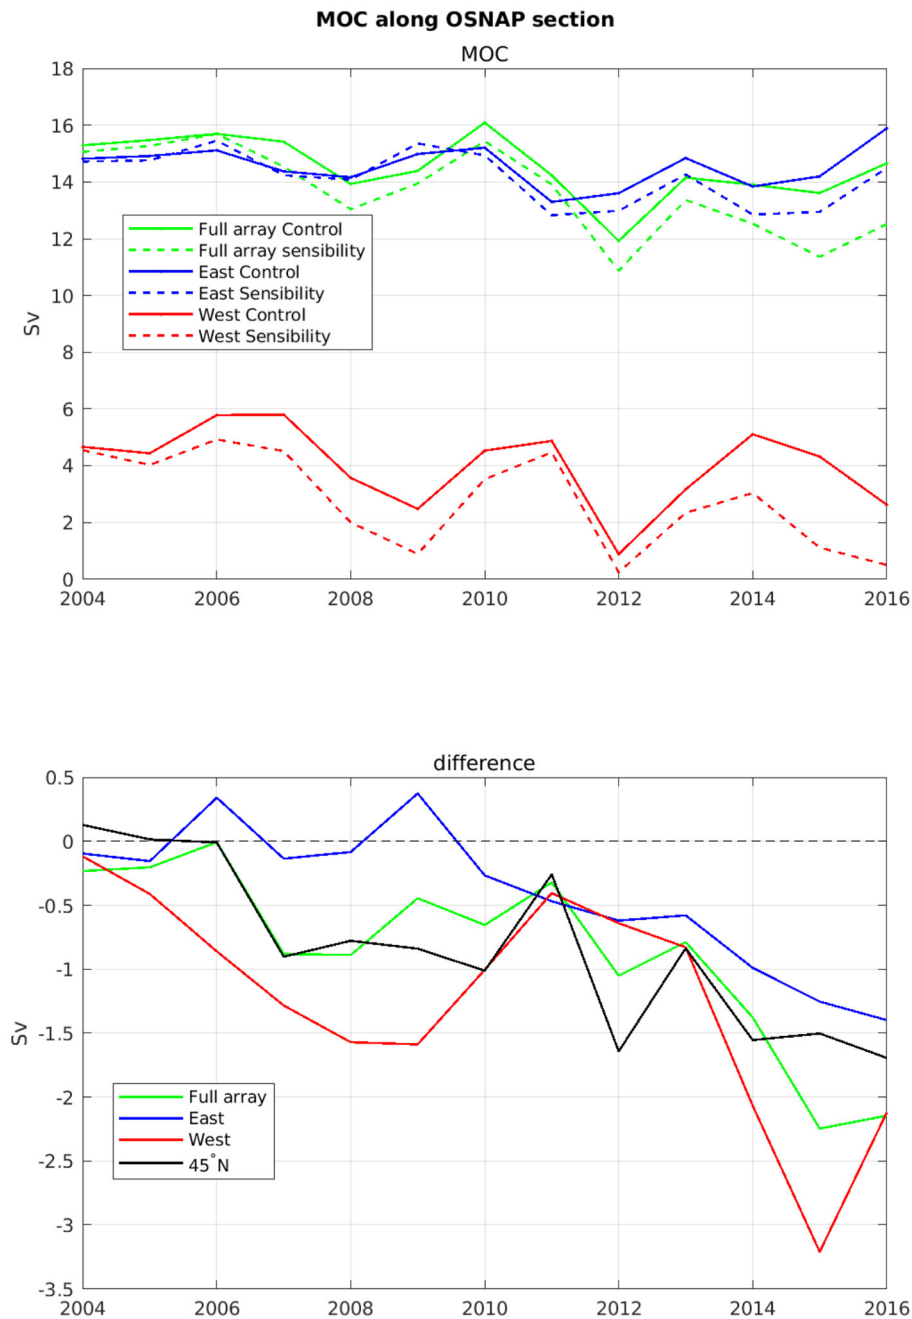 MOC along OSNAP section
MOC
18
16
14
12
10
8
6
4
2
0
Sv
Full array Control
Full array sensibility
East Control
East Sensibility
West Control
West Sensibility
2004 2006 2008 2010 2012 2014 2016
difference
0.5
0
-0.5
-1
-1.5
-2
-2.5
-3
-3.5
Sv
Full array
East
West
45°N
2004 2006 2008 2010 2012 2014 2016